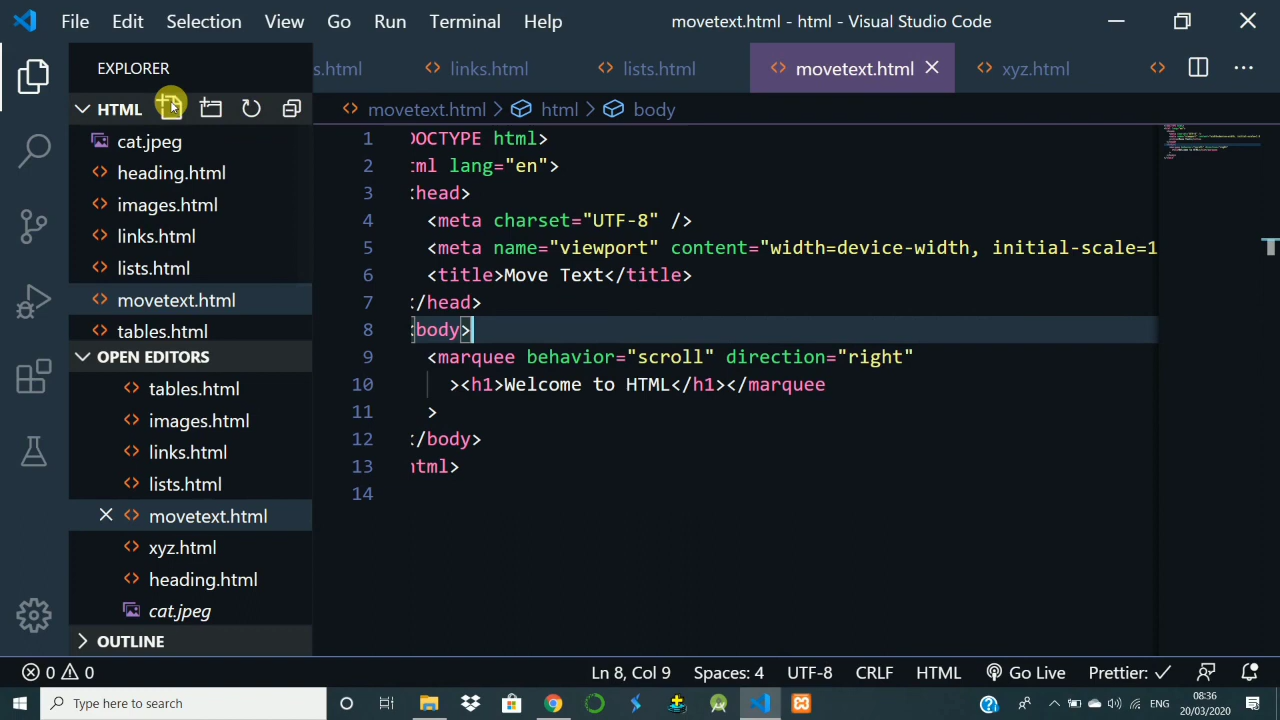 File Edit Selection View Go Run Terminal Help movetext.html - html - Visual Studio Code
EXPLORER
s.html links.html lists.html movetext.html xyz.html
HTML
movetext.html html body
cat.jpeg
heading.html
images.html
links.html
lists.html
movetext.html
tables.html
OPEN EDITORS
tables.html
images.html
links.html
lists.html
movetext.html
xyz.html
heading.html
cat.jpeg
OUTLINE
1 DOCTYPE html>
2 ml lang="en">
3 head>
4 <meta charset="UTF-8" />
5 <meta name="viewport" content="width=device-width, initial-scale=1
6 <title>Move Text</title>
7 </head>
8 <body>
9 <marquee behavior="scroll" direction="right"
10 ><h1>Welcome to HTML</h1></marquee
11 >
12 </body>
13 html>
14
0 0 Ln 8, Col 9 Spaces: 4 UTF-8 CRLF HTML Go Live Prettier: ✓
Type here to search
ENG
08:36
20/03/2020